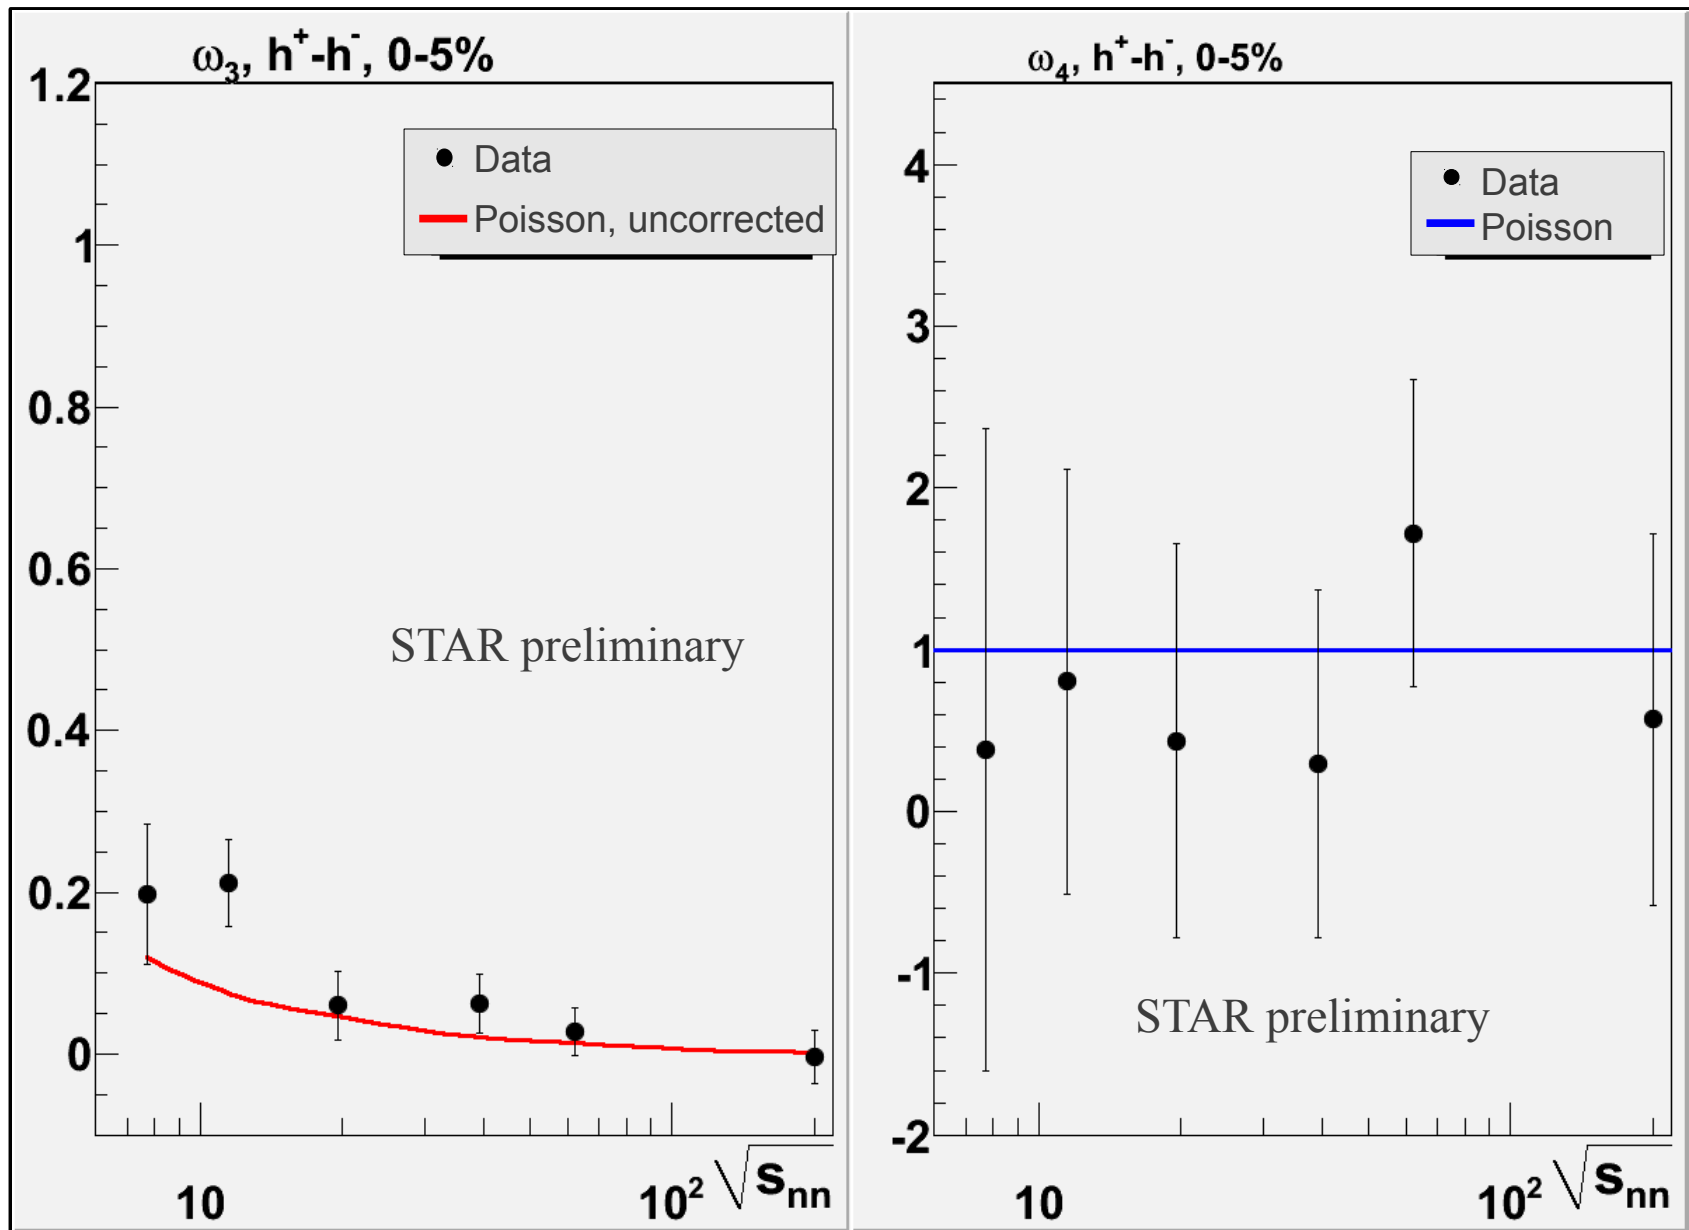 ω₃, h⁺-h⁻, 0-5%
1.2
1
0.8
0.6
0.4
0.2
0
Data
Poisson, uncorrected
STAR preliminary
10
10²
√sₙₙ
ω₄, h⁺-h⁻, 0-5%
4
3
2
1
0
-1
-2
Data
Poisson
STAR preliminary
10
10²
√sₙₙ